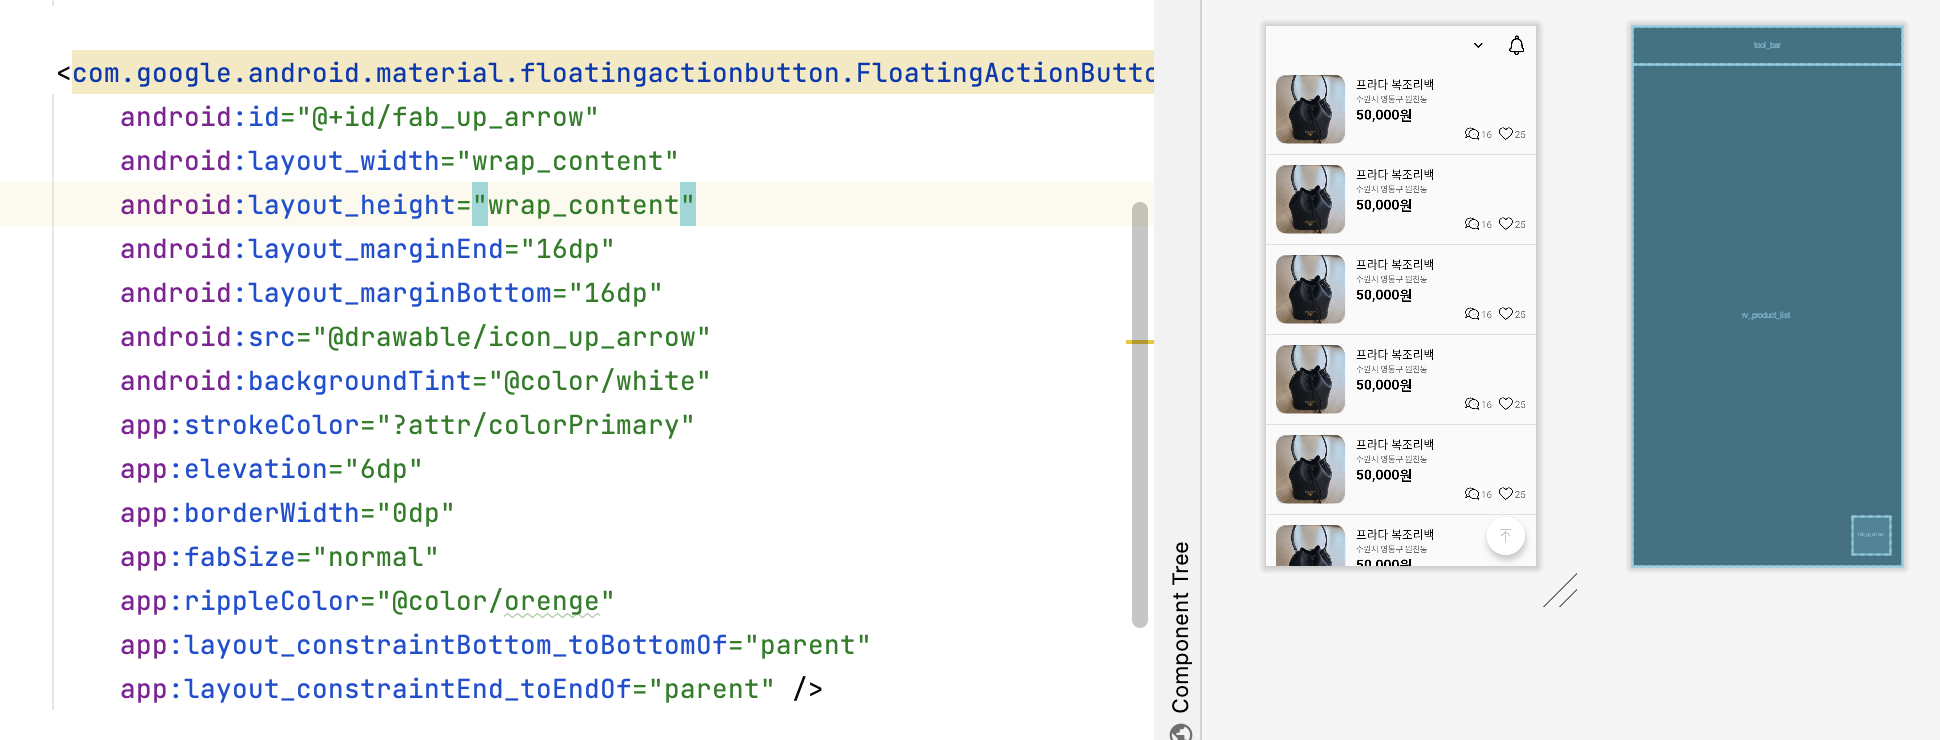 <com.google.android.material.floatingactionbutton.FloatingActionButto
android:id="@+id/fab_up_arrow"
android:layout_width="wrap_content"
android:layout_height="wrap_content"
android:layout_marginEnd="16dp"
android:layout_marginBottom="16dp"
android:src="@drawable/icon_up_arrow"
android:backgroundTint="@color/white"
app:strokeColor="?attr/colorPrimary"
app:elevation="6dp"
app:borderWidth="0dp"
app:fabSize="normal"
app:rippleColor="@color/orenge"
app:layout_constraintBottom_toBottomOf="parent"
app:layout_constraintEnd_toEndOf="parent" />
Component Tree
프라다 복조리백
수원시 영통구 원천동
50,000원
16 25
프라다 복조리백
수원시 영통구 원천동
50,000원
16 25
프라다 복조리백
수원시 영통구 원천동
50,000원
16 25
프라다 복조리백
수원시 영통구 원천동
50,000원
16 25
프라다 복조리백
수원시 영통구 원천동
50,000원
16 25
프라다 복조리백
수원시 영통구 원천동
50,000원
tool_bar
rv_product_list
fab_up_arrow